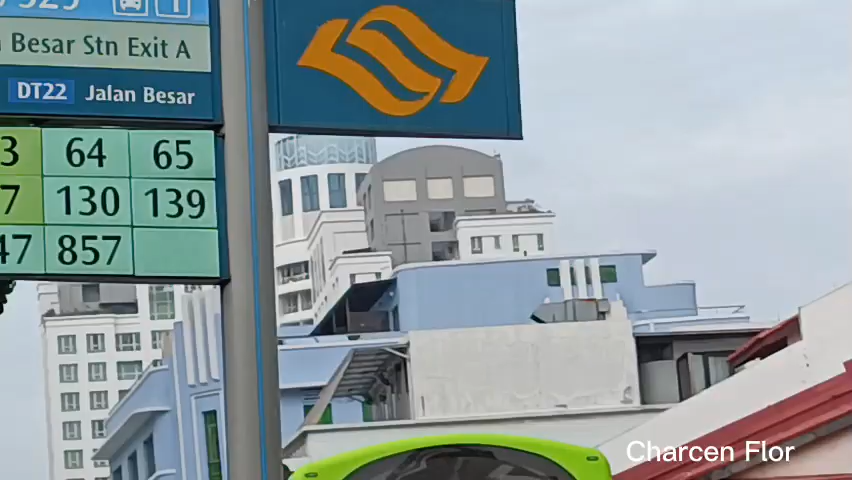 Besar Stn Exit A
DT22 Jalan Besar
64 65
130 139
857
Charcen Flor